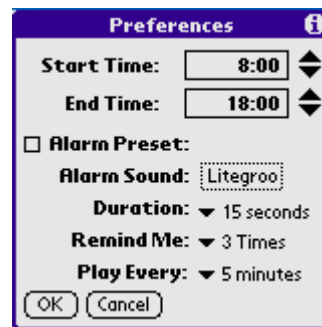 Preferences i
Start Time: 8:00
End Time: 18:00
Alarm Preset:
Alarm Sound: Litegroo
Duration: 15 seconds
Remind Me: 3 Times
Play Every: 5 minutes
OK Cancel